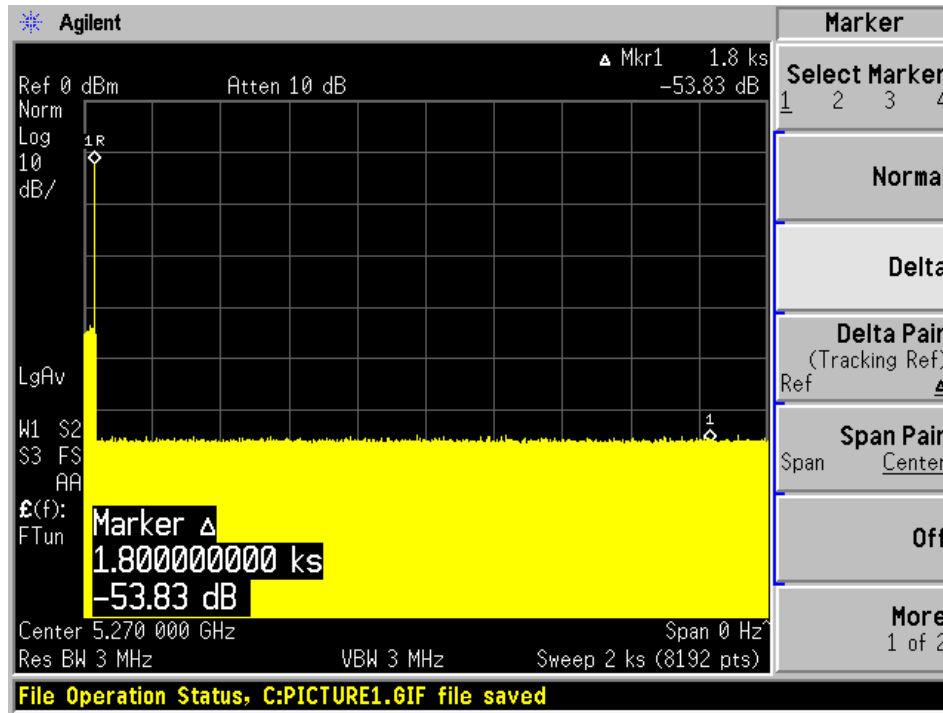 Agilent
Marker
Δ Mkr1 1.8 ks
Ref 0 dBm Atten 10 dB -53.83 dB
Norm
Log
10
dB/
1R
LgAv
W1 S2
S3 FS
AA
£(f):
FTun
1
Marker Δ
1.800000000 ks
-53.83 dB
Center 5.270 000 GHz Span 0 Hz^
Res BW 3 MHz VBW 3 MHz Sweep 2 ks (8192 pts)
File Operation Status, C:PICTURE1.GIF file saved
Select Marker
1 2 3 4
Norma
Delta
Delta Pair
(Tracking Ref)
Ref Δ
Span Pair
Span Center
Off
More
1 of 2